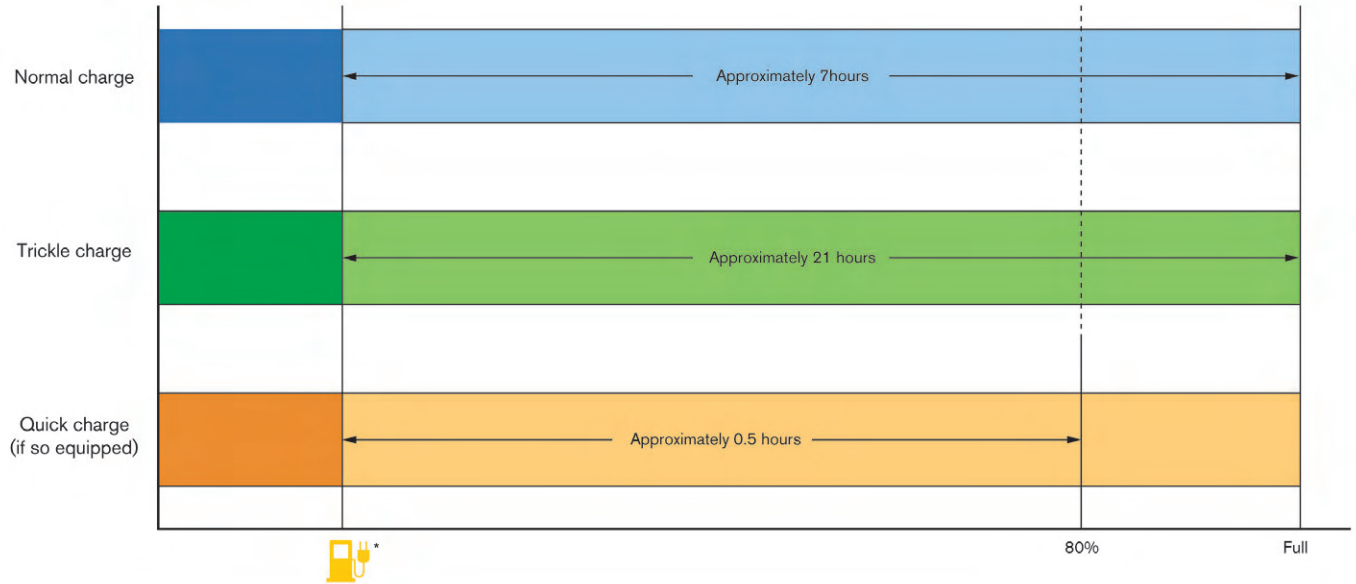 Normal charge
Approximately 7hours
Trickle charge
Approximately 21 hours
Quick charge
(if so equipped)
Approximately 0.5 hours
*
80%
Full